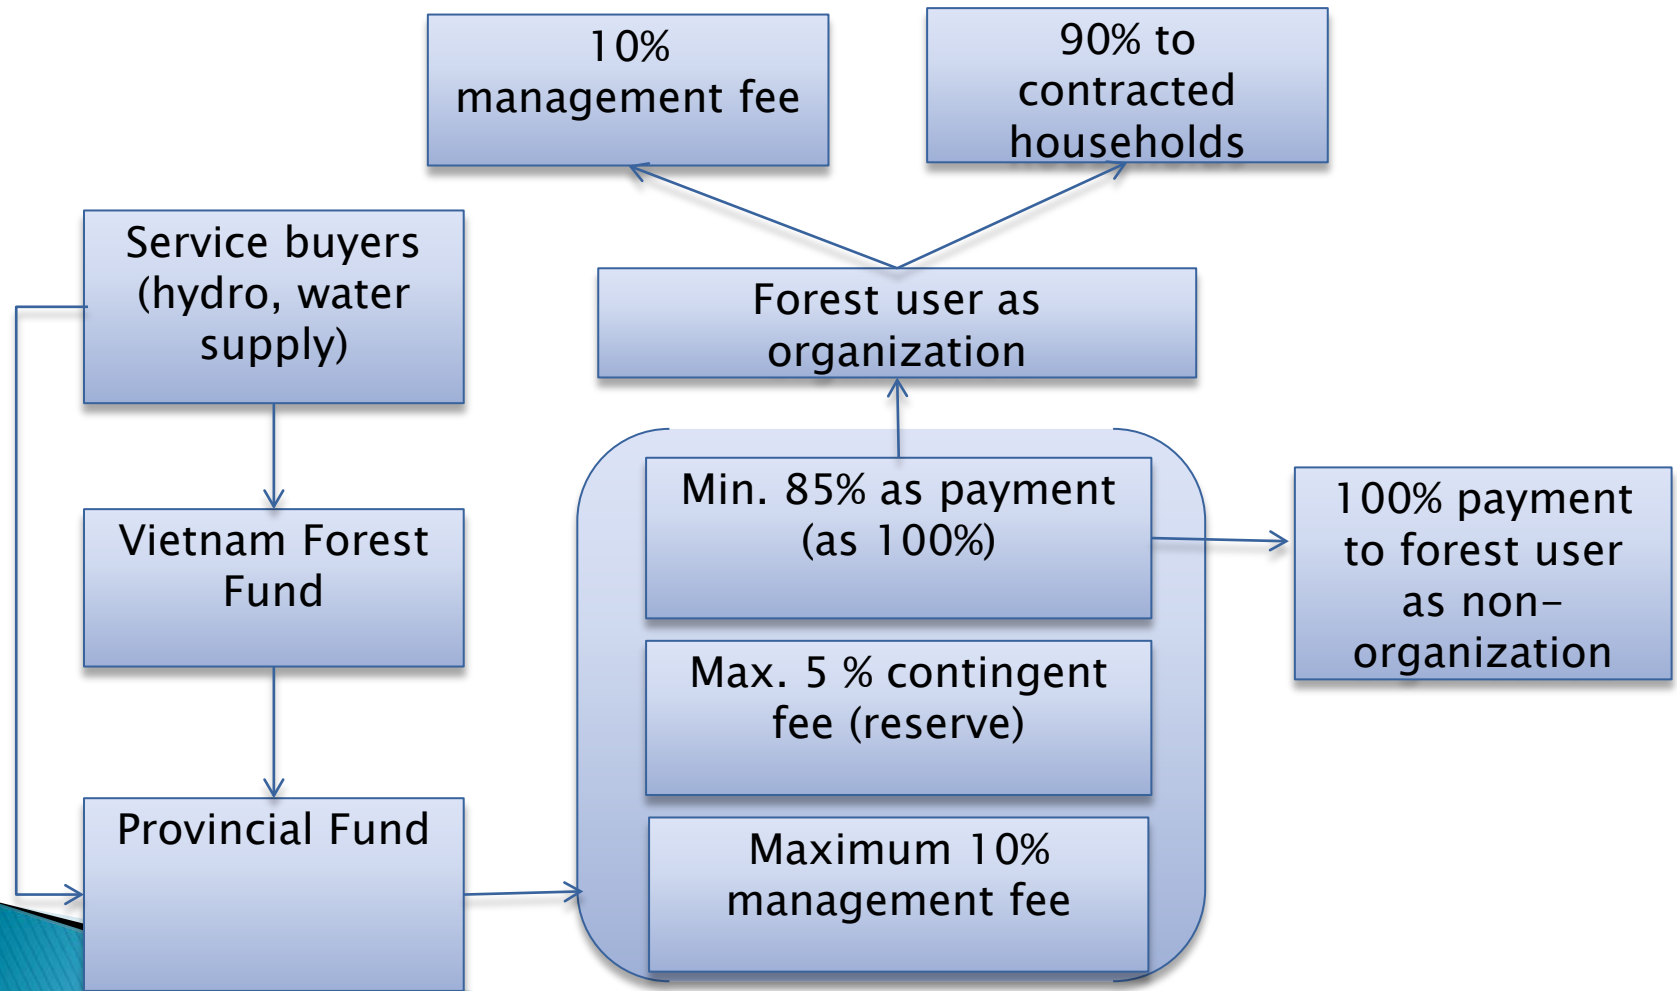 10%
management fee
90% to
contracted
households
Service buyers
(hydro, water
supply)
Forest user as
organization
Vietnam Forest
Fund
Min. 85% as payment
(as 100%)
100% payment
to forest user
as non-
organization
Max. 5 % contingent
fee (reserve)
Provincial Fund
Maximum 10%
management fee